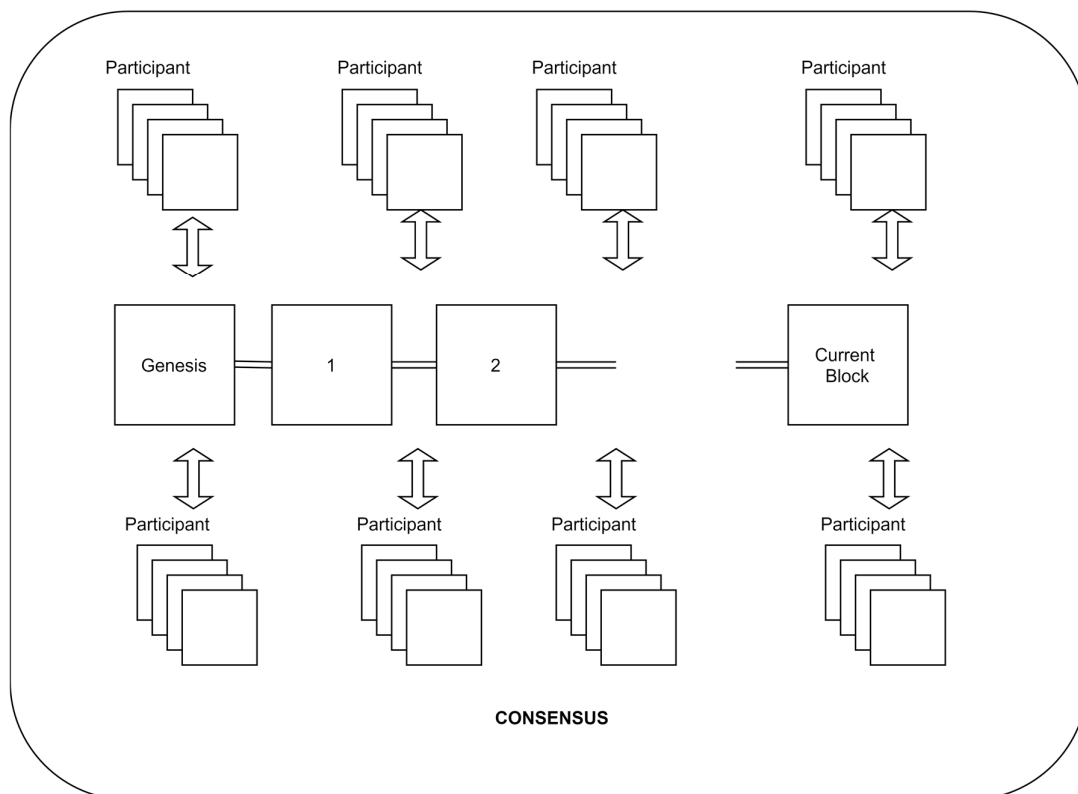 Participant
Participant
Participant
Participant
Genesis
1
2
Current
Block
Participant
Participant
Participant
Participant
CONSENSUS